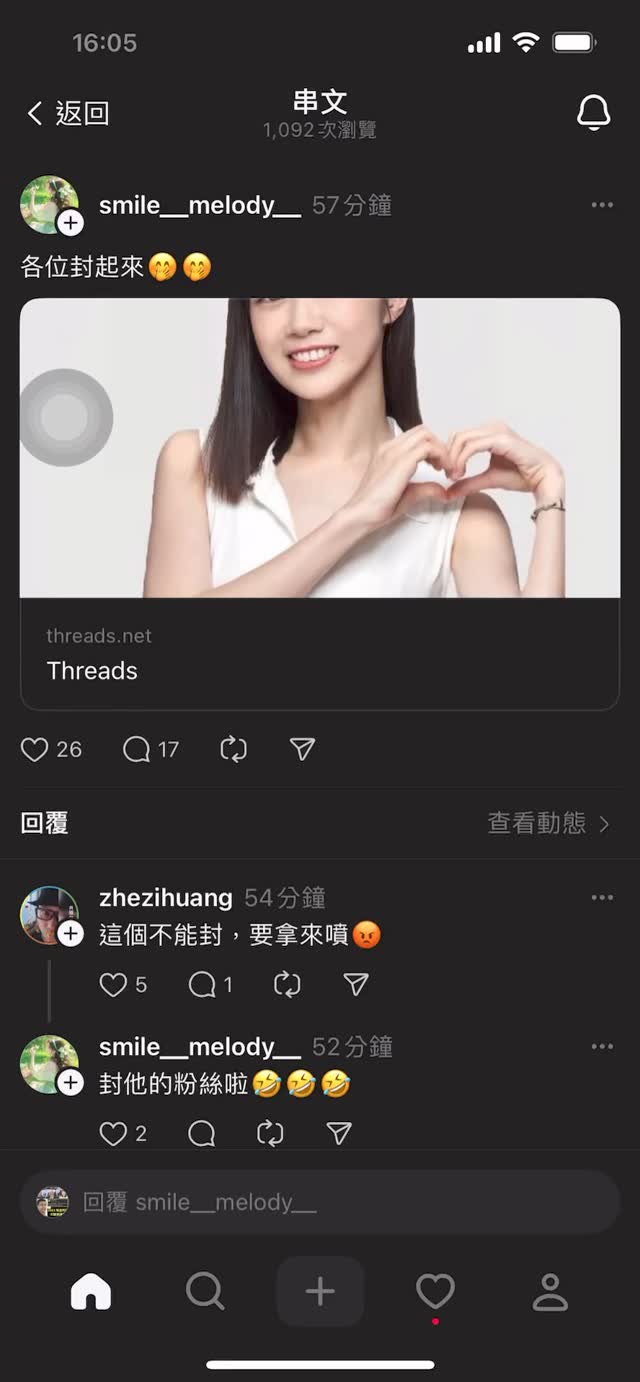 16:05
返回
串文
1,092次瀏覽
smile__melody__ 57分鐘
各位封起來🤭🤭
threads.net
Threads
26 17
回覆 查看動態
zhezihuang 54分鐘
這個不能封，要拿來噴😡
5 1
smile__melody__ 52分鐘
封他的粉絲啦🤣🤣🤣
2
回覆 smile__melody__